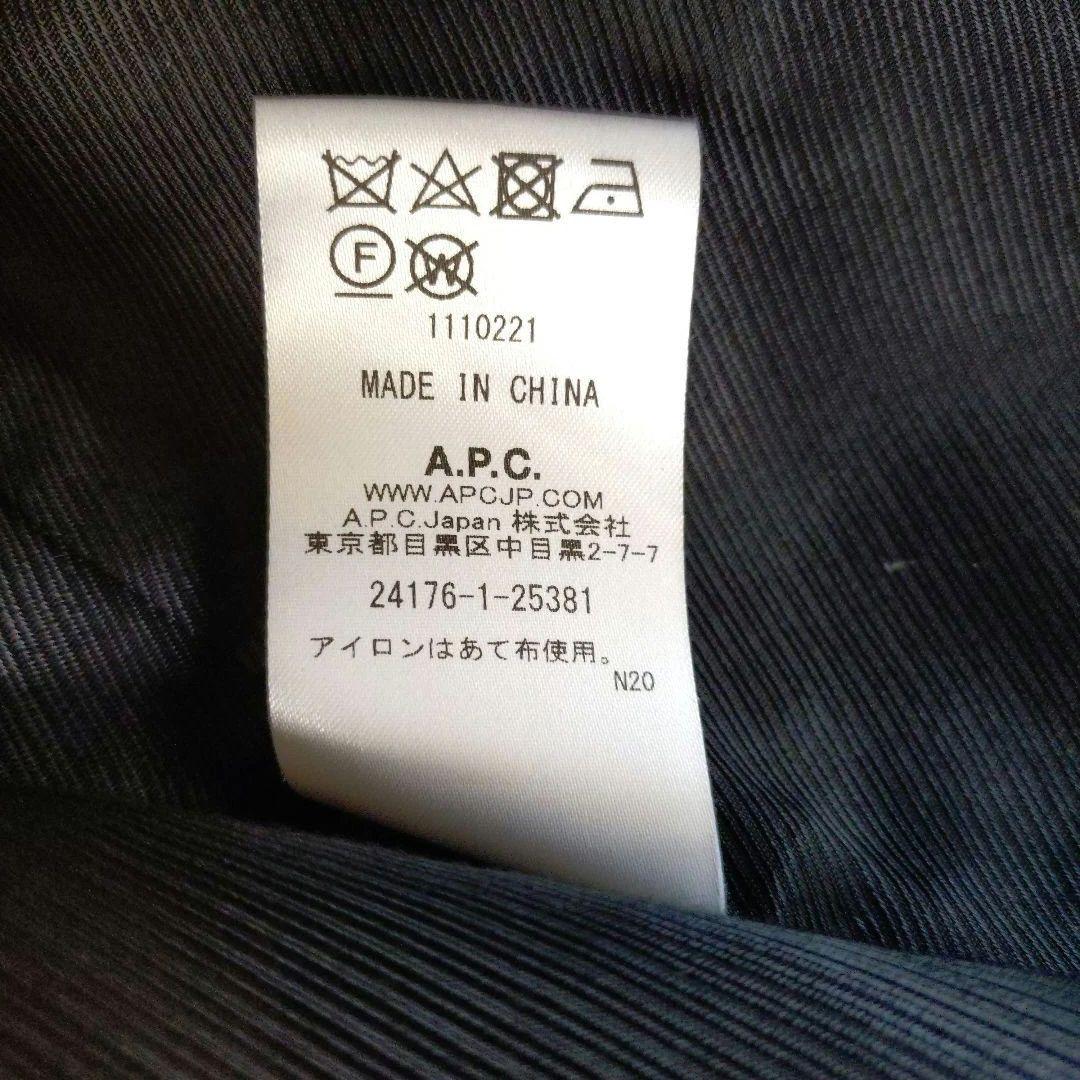 F W
1110221
MADE IN CHINA
A.P.C.
WWW.APCJP.COM
A.P.C.Japan 株式会社
東京都目黒区中目黒2-7-7
24176-1-25381
アイロンはあて布使用。
N20